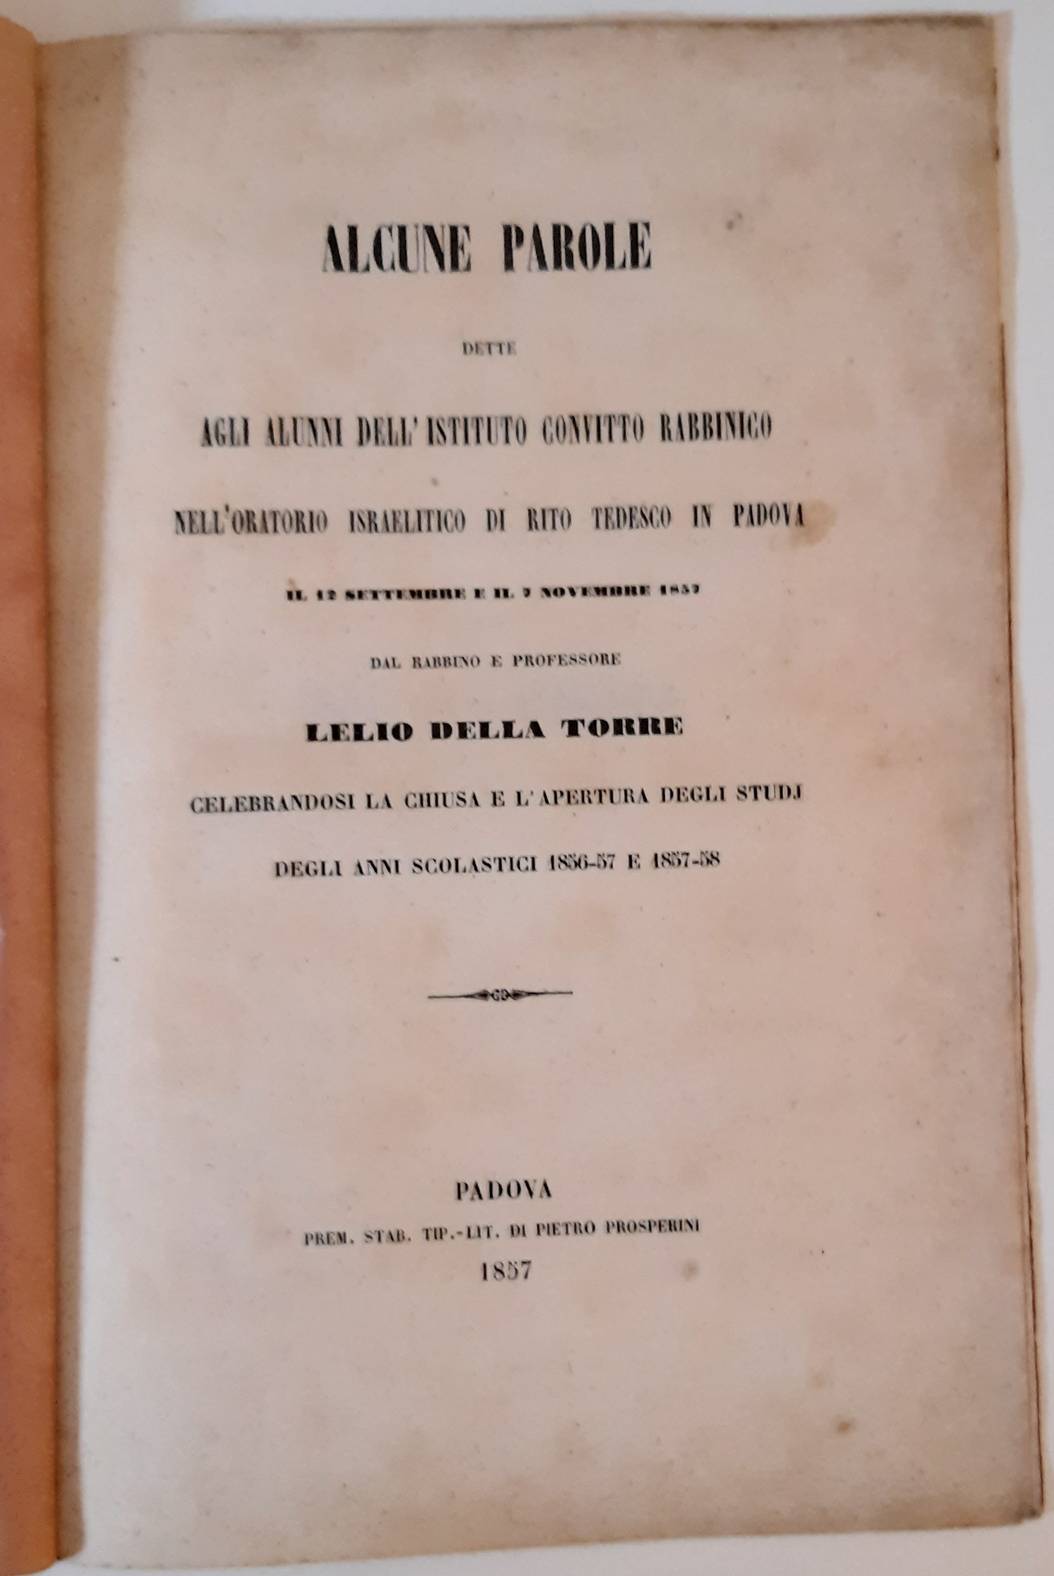 ALCUNE PAROLE
DETTE
AGLI ALUNNI DELL'ISTITUTO CONVITTO RABBINICO
NELL'ORATORIO ISRAELITICO DI RITO TEDESCO IN PADOVA
IL 12 SETTEMBRE E IL 7 NOVEMBRE 1857
DAL RABBINO E PROFESSORE
LELIO DELLA TORRE
CELEBRANDOSI LA CHIUSA E L'APERTURA DEGLI STUDJ
DEGLI ANNI SCOLASTICI 1856-57 E 1857-58
PADOVA
PREM. STAB. TIP.-LIT. DI PIETRO PROSPERINI
1857